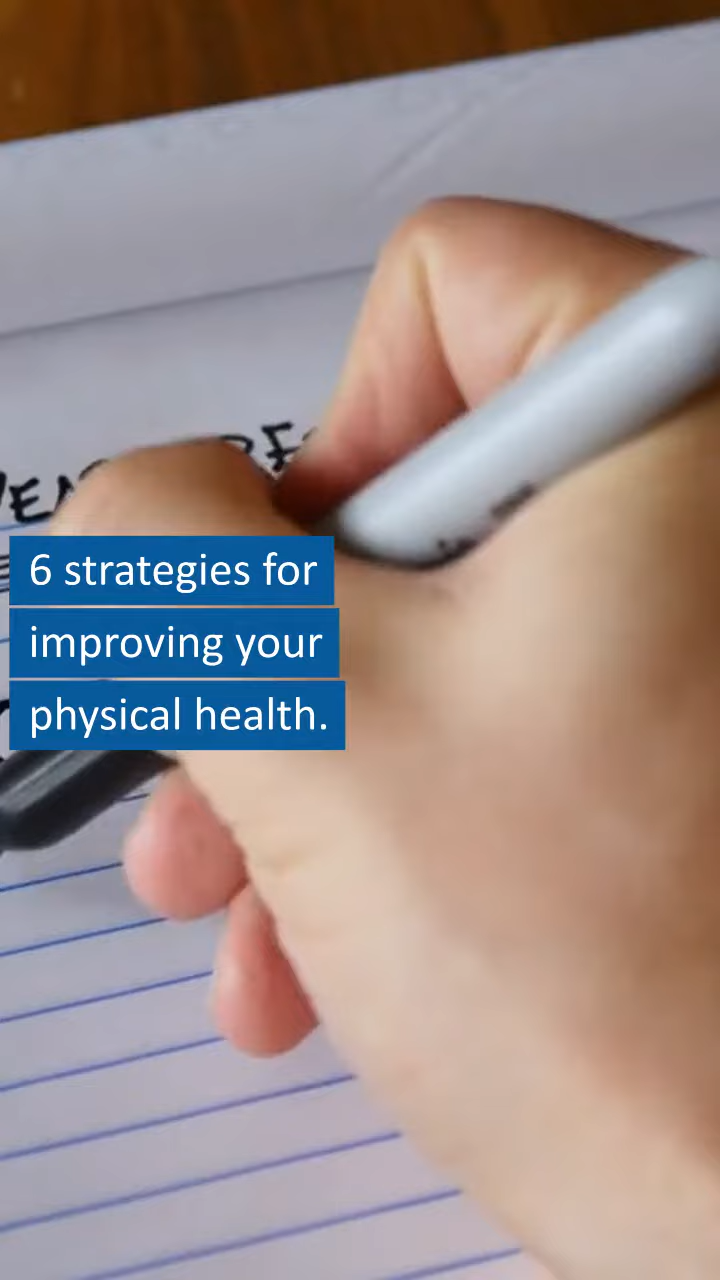 6 strategies for
improving your
physical health.